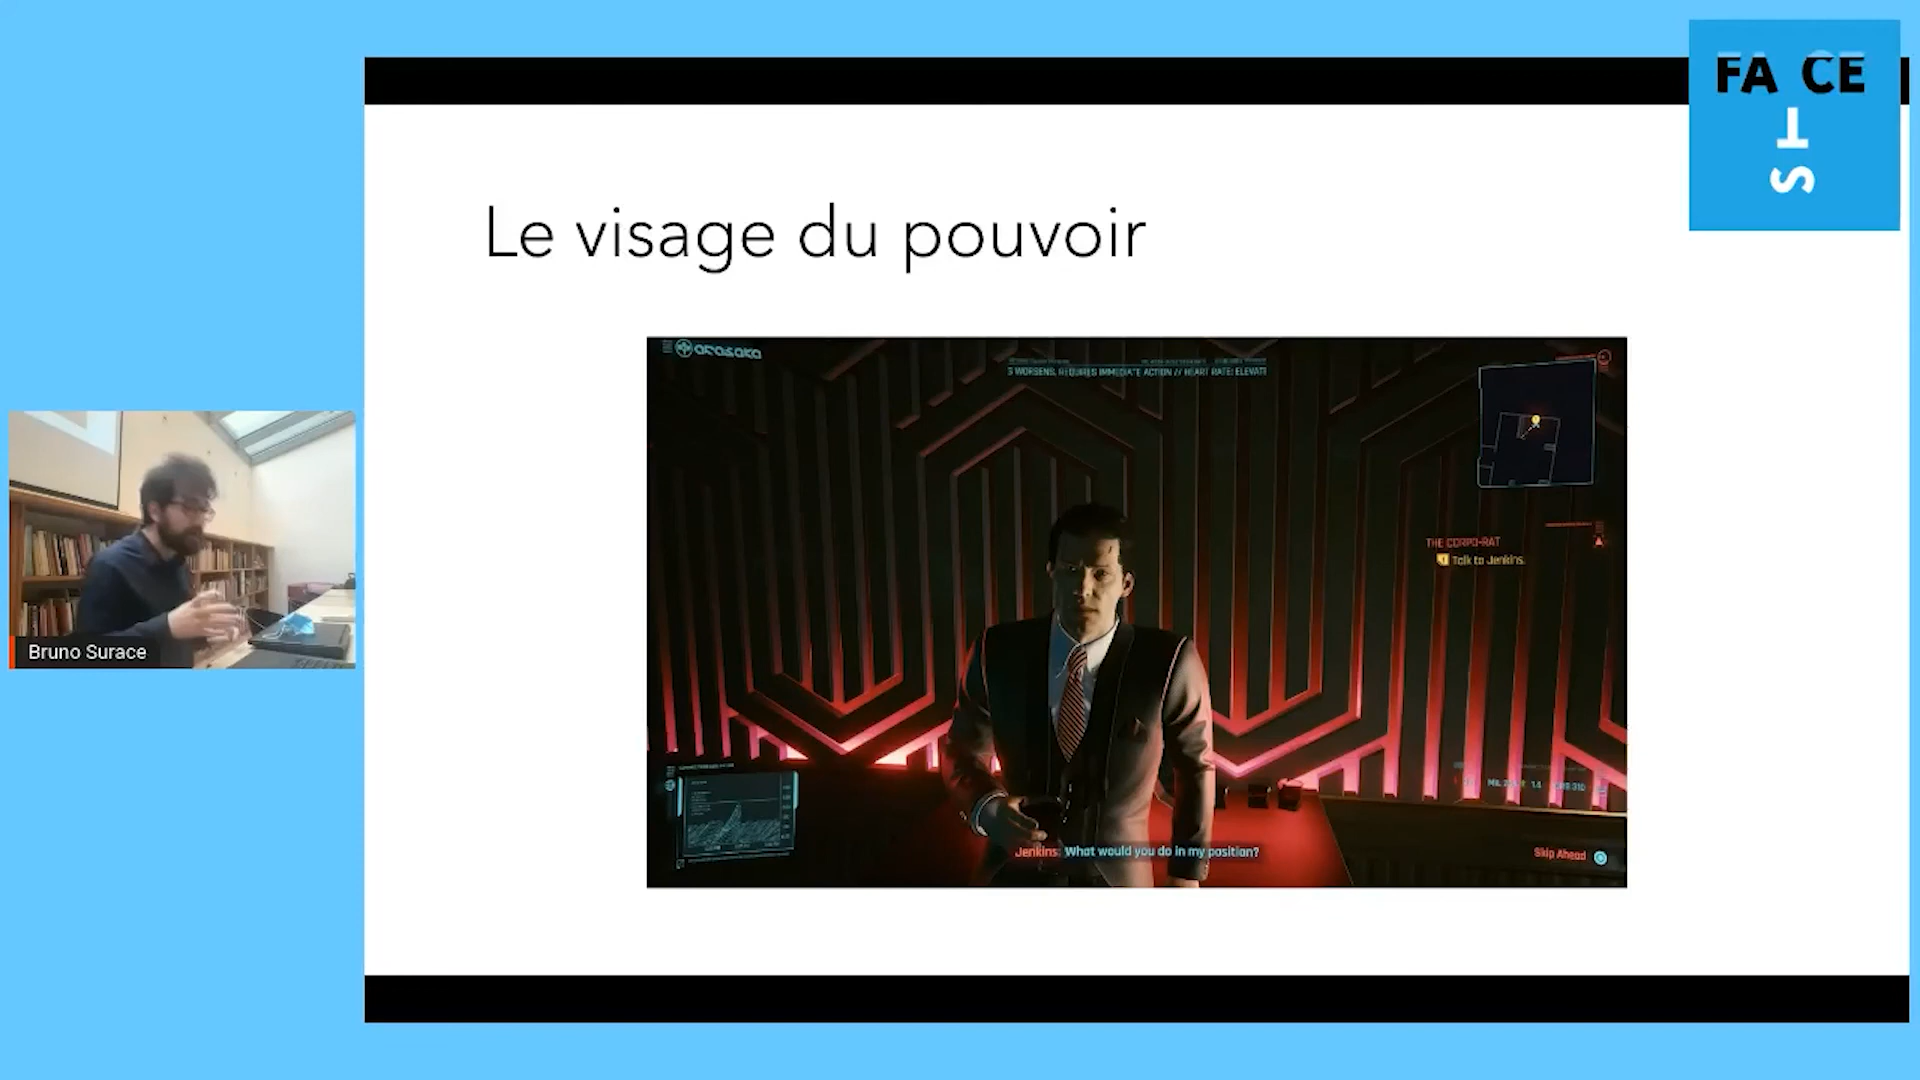 FA CE
T
S
Le visage du pouvoir
arasaka
S WORSENS, REQUIRES IMMEDIATE ACTION // HEART RATE: ELEVATE
THE CORPO-RAT
Talk to Jenkins.
Jenkins: What would you do in my position?
Skip Ahead
Bruno Surace